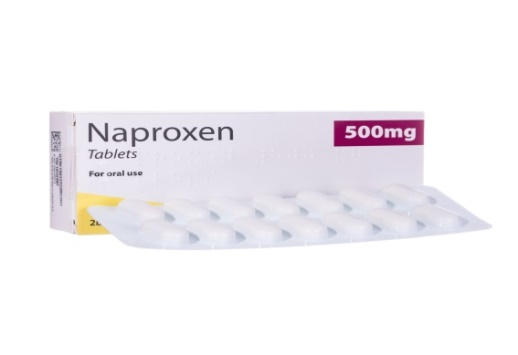 Naproxen
500mg
Tablets
For oral use